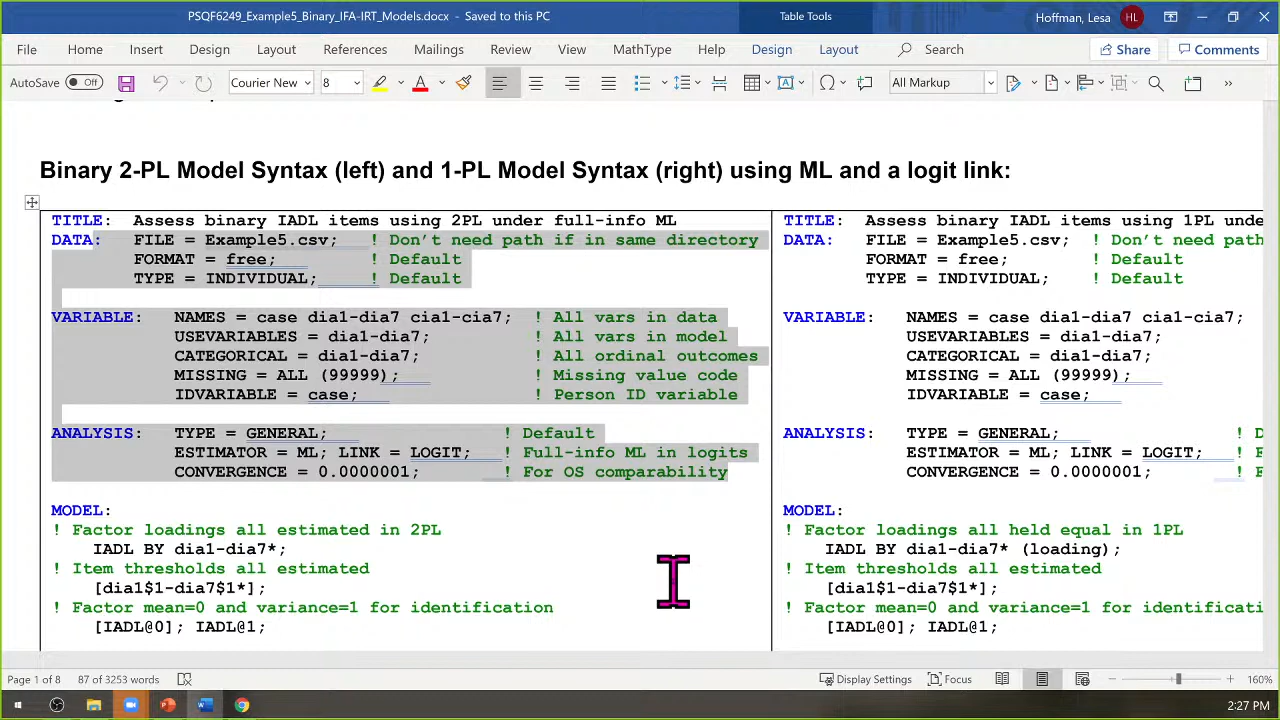 PSQF6249_Example5_Binary_IFA-IRT_Models.docx - Saved to this PC
Table Tools
Hoffman, Lesa
HL
File Home Insert Design Layout References Mailings Review View MathType Help Design Layout Search Share Comments
AutoSave Off Courier New 8 All Markup
Binary 2-PL Model Syntax (left) and 1-PL Model Syntax (right) using ML and a logit link:
TITLE: Assess binary IADL items using 2PL under full-info ML
DATA: FILE = Example5.csv; ! Don't need path if in same directory
FORMAT = free; ! Default
TYPE = INDIVIDUAL; ! Default
VARIABLE: NAMES = case dia1-dia7 cia1-cia7; ! All vars in data
USEVARIABLES = dia1-dia7; ! All vars in model
CATEGORICAL = dia1-dia7; ! All ordinal outcomes
MISSING = ALL (99999); ! Missing value code
IDVARIABLE = case; ! Person ID variable
ANALYSIS: TYPE = GENERAL; ! Default
ESTIMATOR = ML; LINK = LOGIT; ! Full-info ML in logits
CONVERGENCE = 0.0000001; ! For OS comparability
MODEL:
! Factor loadings all estimated in 2PL
IADL BY dia1-dia7*;
! Item thresholds all estimated
[dia1$1-dia7$1*];
! Factor mean=0 and variance=1 for identification
[IADL@0]; IADL@1;
TITLE: Assess binary IADL items using 1PL unde
DATA: FILE = Example5.csv; ! Don't need path
FORMAT = free; ! Default
TYPE = INDIVIDUAL; ! Default
VARIABLE: NAMES = case dia1-dia7 cia1-cia7;
USEVARIABLES = dia1-dia7;
CATEGORICAL = dia1-dia7;
MISSING = ALL (99999);
IDVARIABLE = case;
ANALYSIS: TYPE = GENERAL; ! D
ESTIMATOR = ML; LINK = LOGIT; ! F
CONVERGENCE = 0.0000001; ! F
MODEL:
! Factor loadings all held equal in 1PL
IADL BY dia1-dia7* (loading);
! Item thresholds all estimated
[dia1$1-dia7$1*];
! Factor mean=0 and variance=1 for identificati
[IADL@0]; IADL@1;
Page 1 of 8 87 of 3253 words Display Settings Focus 160%
2:27 PM